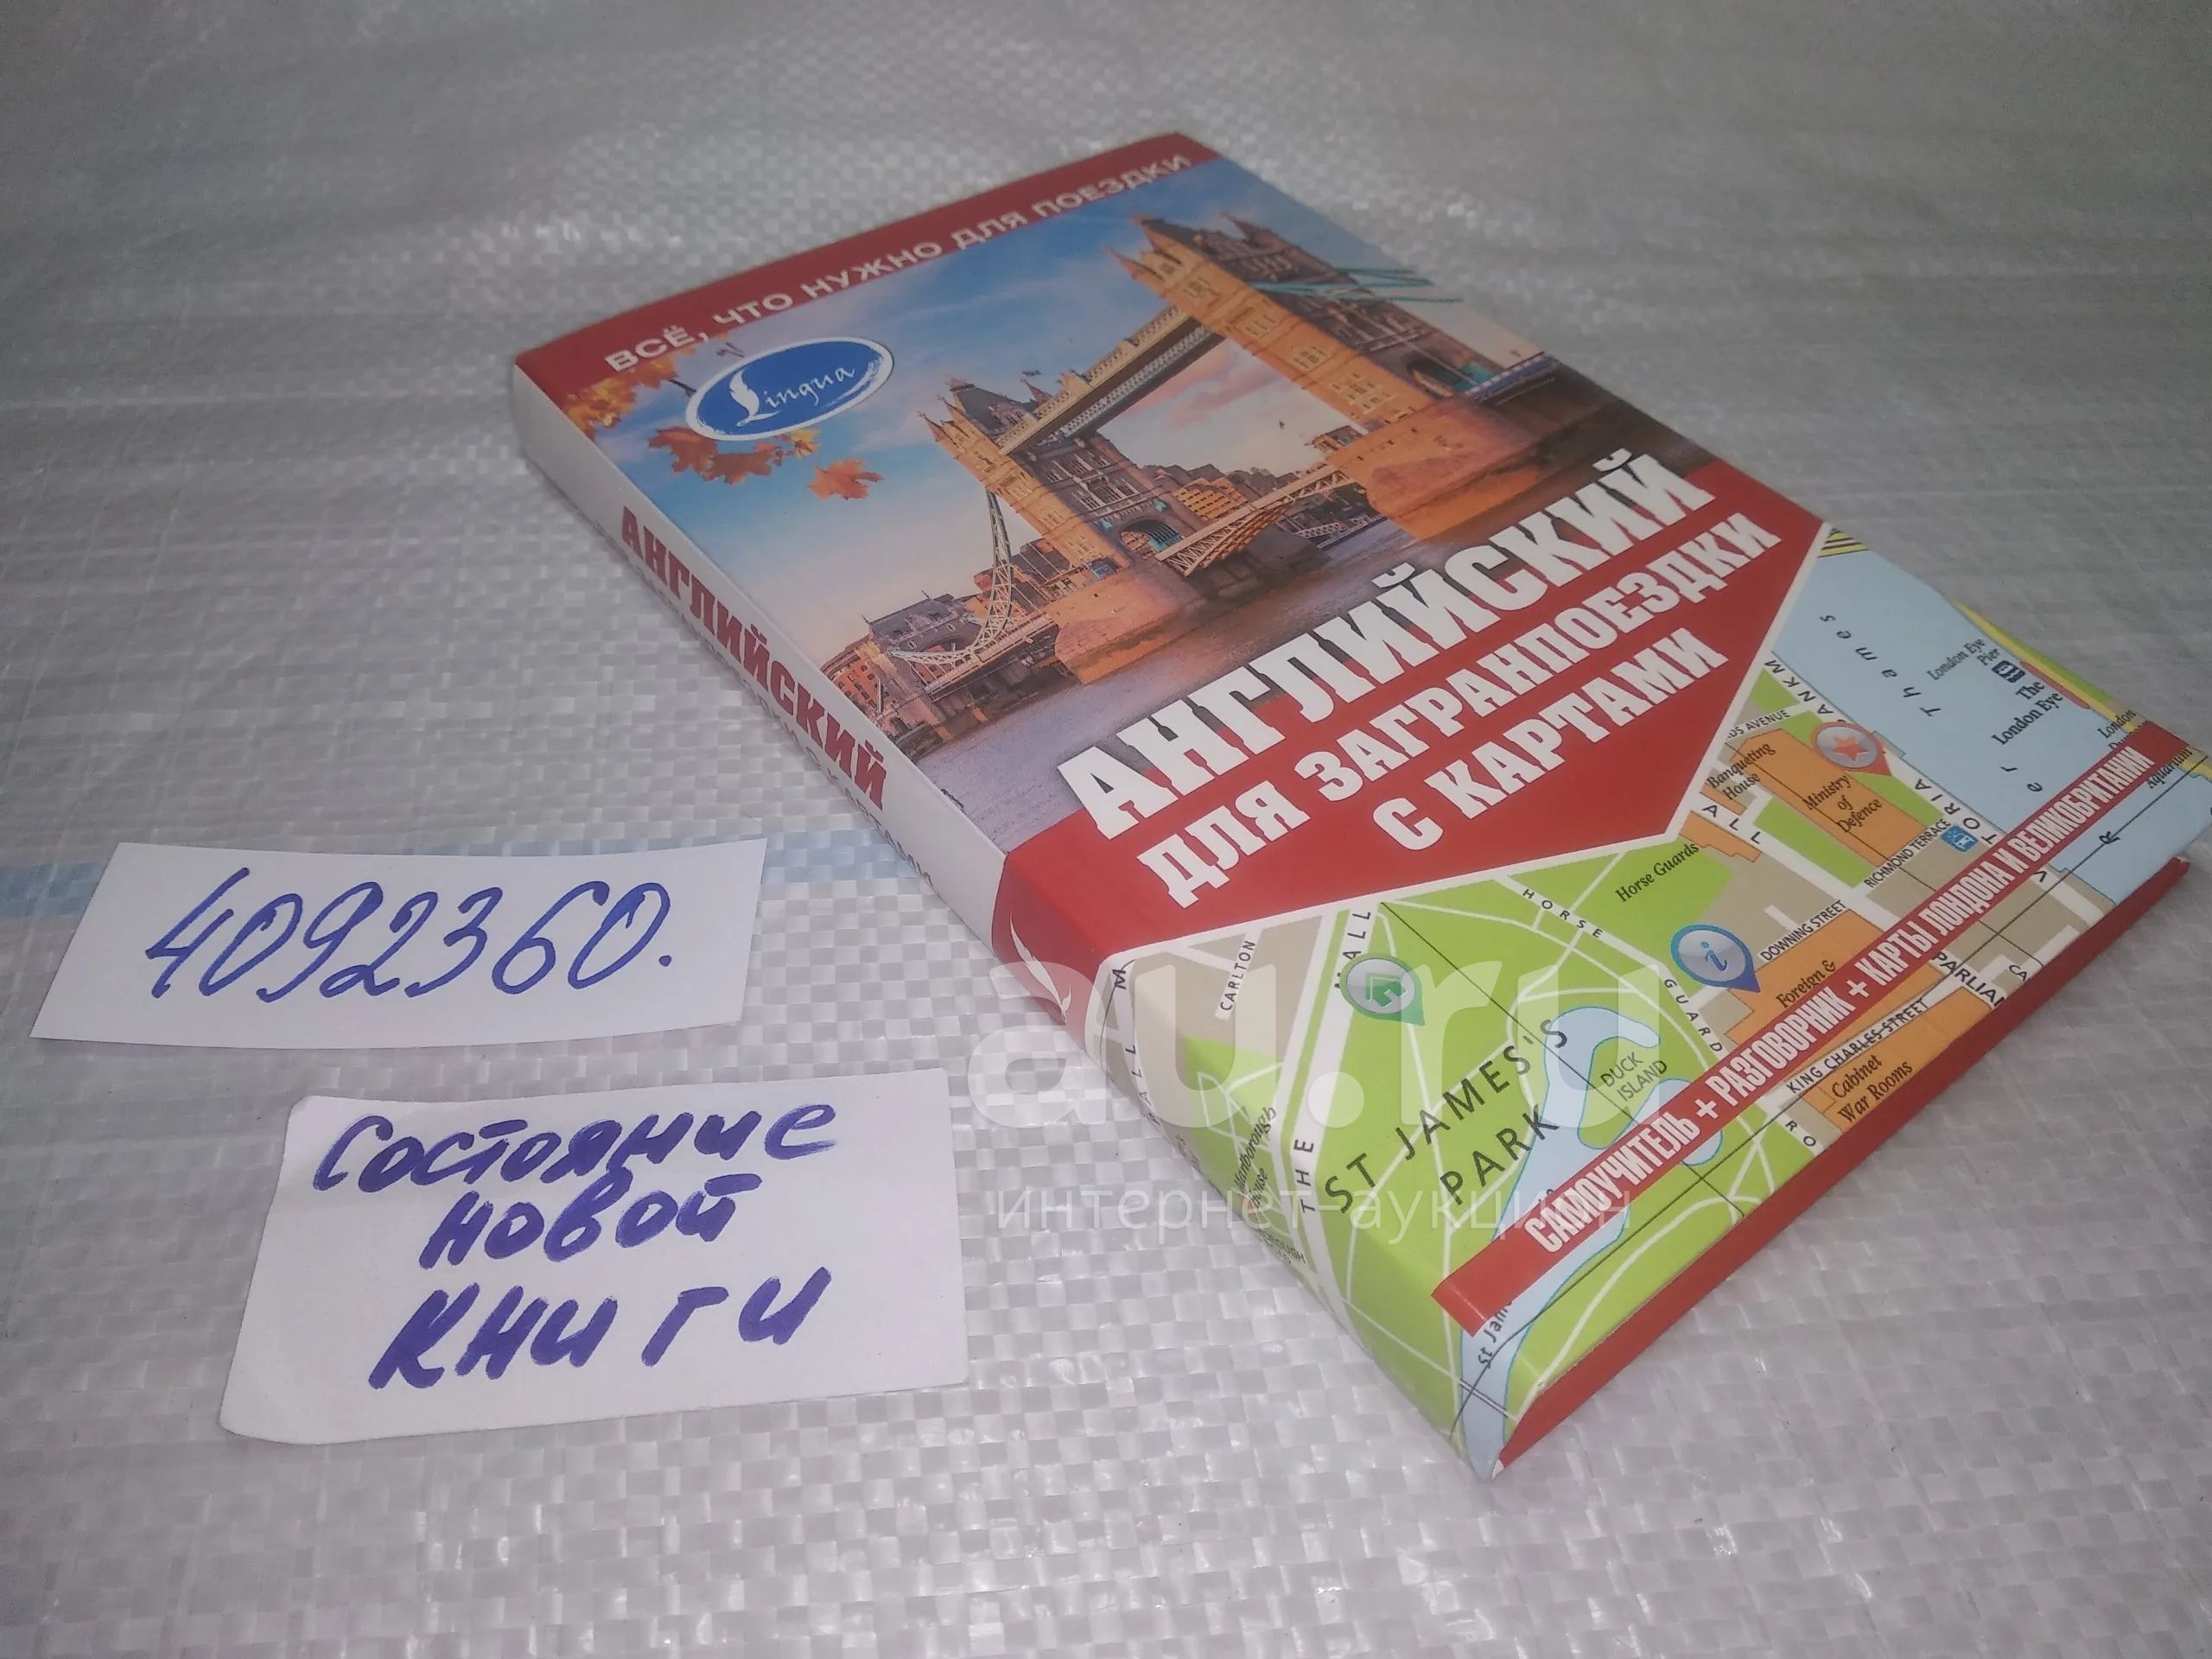 ВСЁ, ЧТО НУЖНО ДЛЯ ПОЕЗДКИ
Lingua
АНГЛИЙСКИЙ
ДЛЯ ЗАГРАНПОЕЗДКИ
С КАРТАМИ
АНГЛИЙСКИЙ
Thames
London Eye
Pier
The
London Eye
Banqueting
House
Ministry
of
Defence
RICHMOND TERRACE
Horse Guards
HORSE
GUARD
DOWNING STREET
Foreign &
KING CHARLES STREET
Cabinet
War Rooms
CARLTON
MALL
THE
ST JAMES'S
PARK
DUCK
ISLAND
Marlborough
House
САМОУЧИТЕЛЬ + РАЗГОВОРНИК + КАРТЫ ЛОНДОНА И ВЕЛИКОБРИТАНИИ
4092360.
Состояние
новой
книги
au.ru
интернет-аукцион